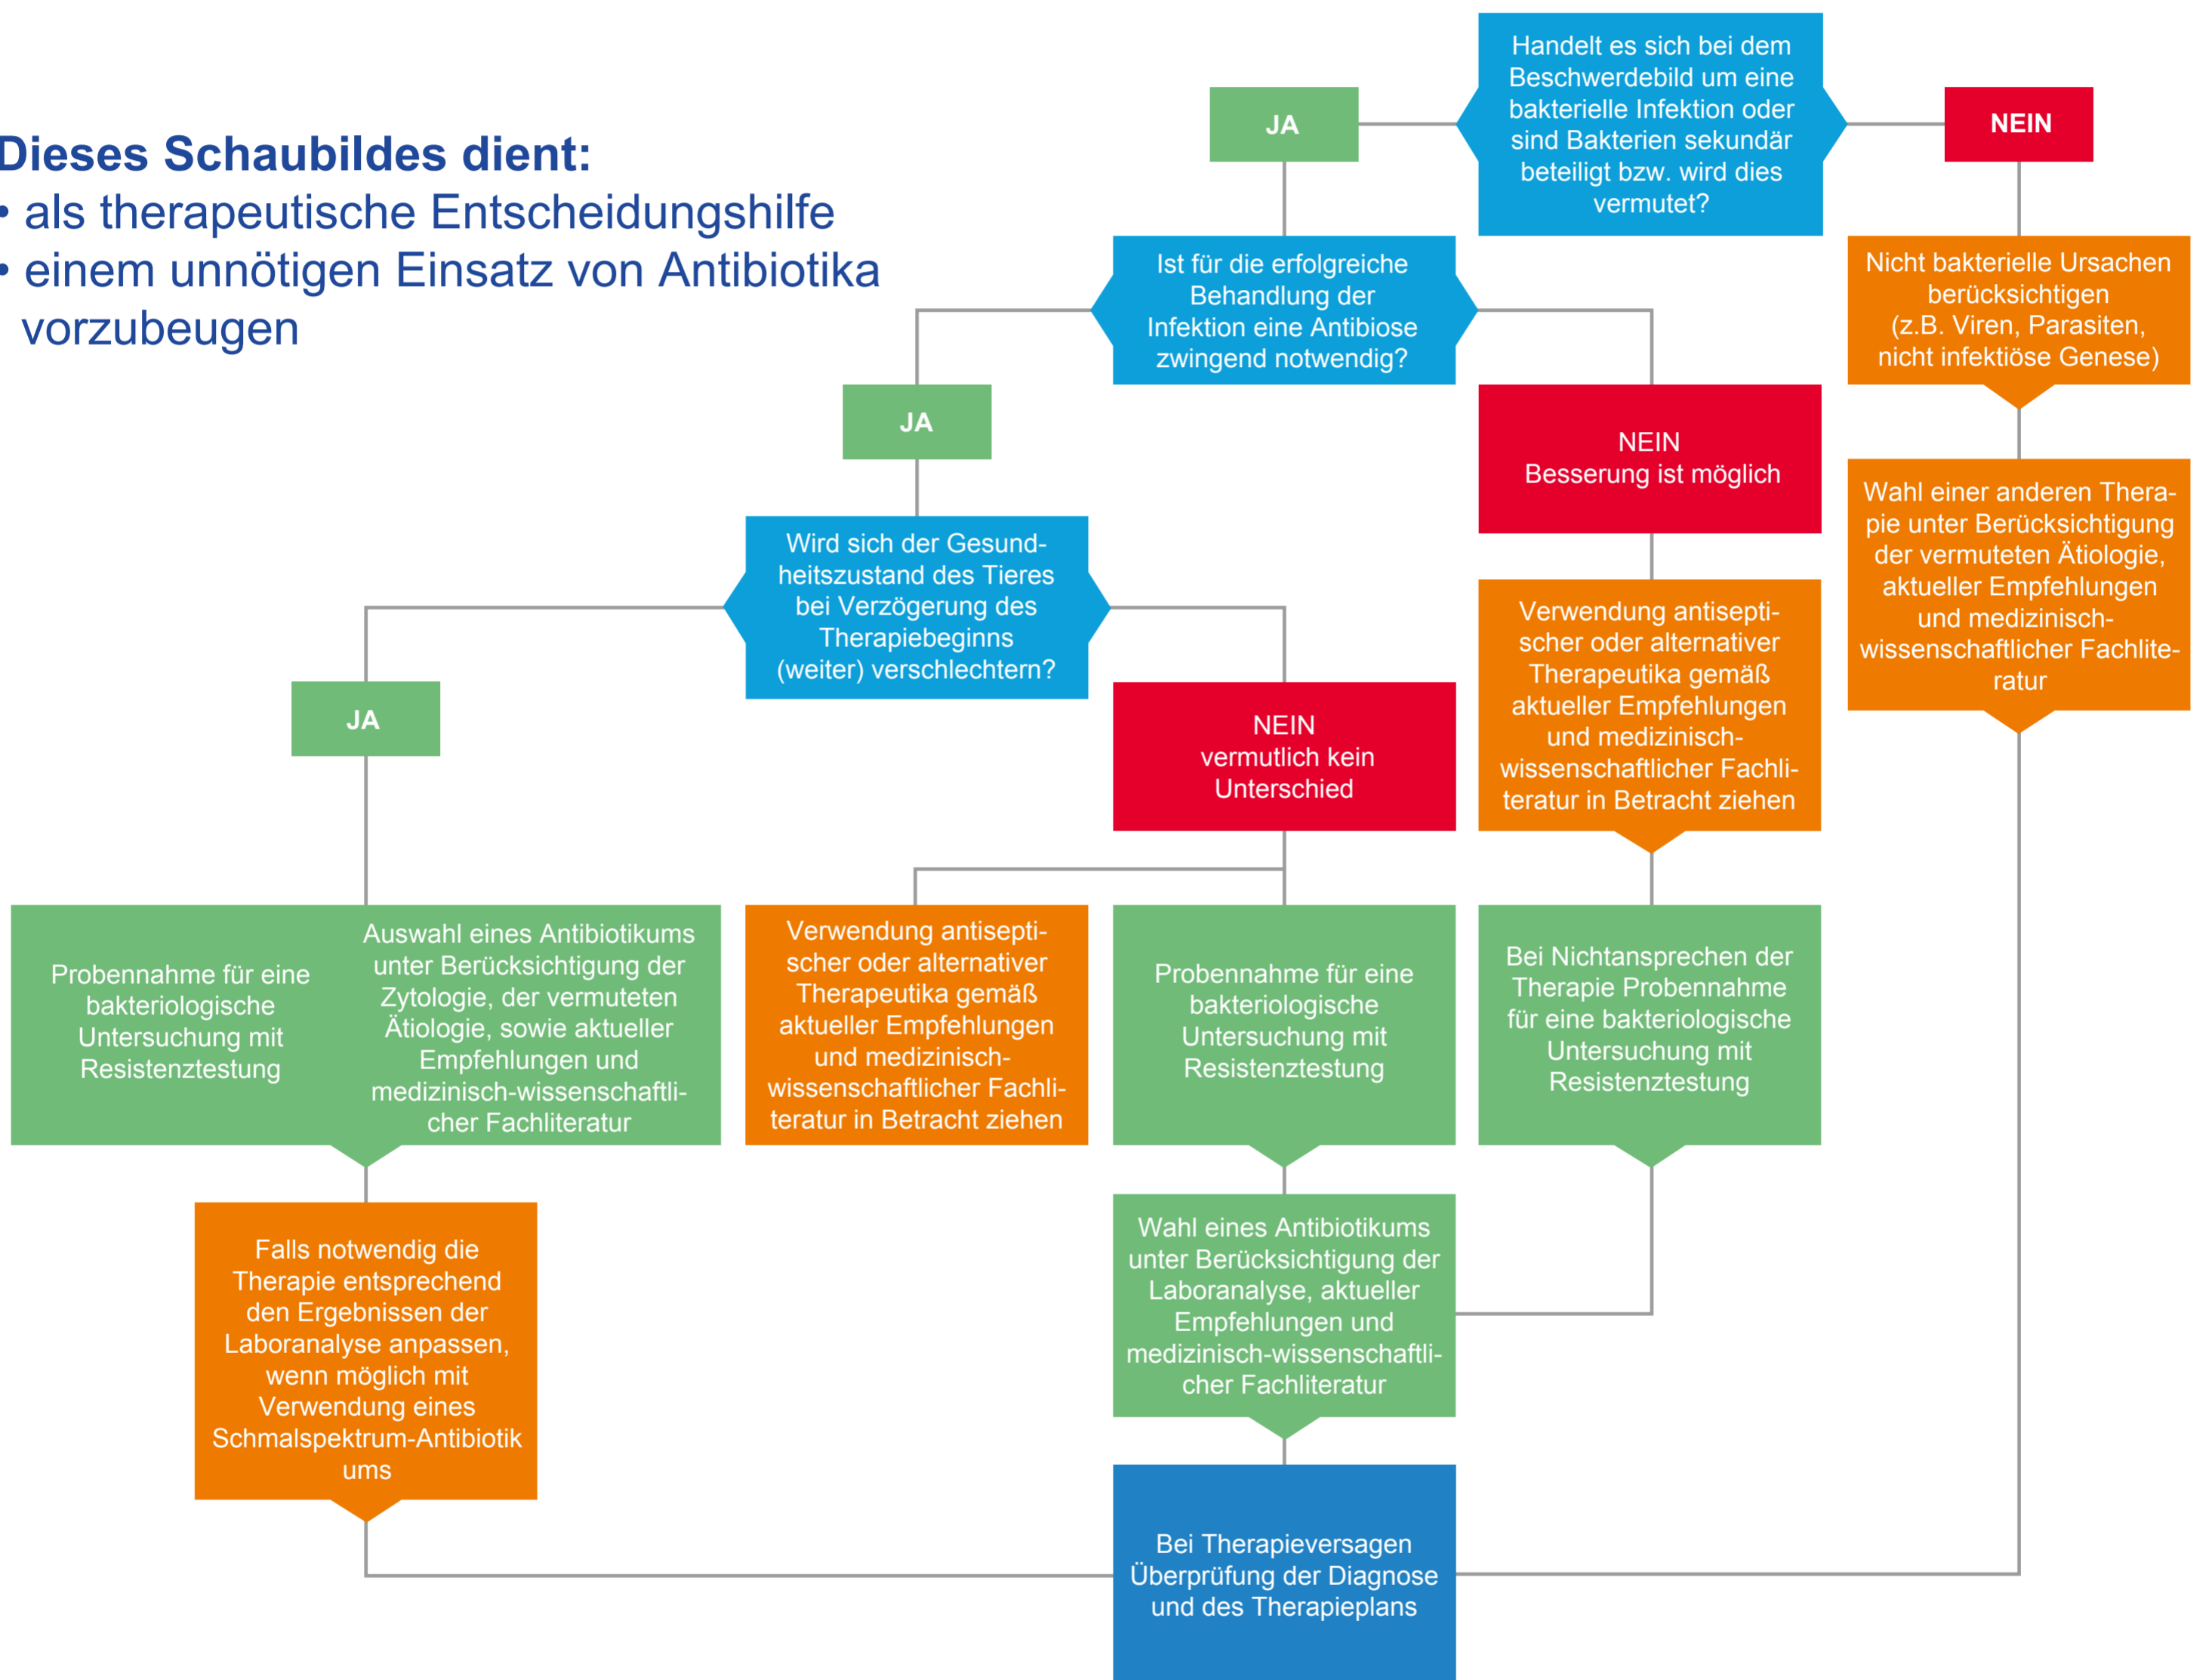 Dieses Schaubildes dient:
• als therapeutische Entscheidungshilfe
• einem unnötigen Einsatz von Antibiotika
vorzubeugen
Handelt es sich bei dem
Beschwerdebild um eine
bakterielle Infektion oder
sind Bakterien sekundär
beteiligt bzw. wird dies
vermutet?
JA
NEIN
Ist für die erfolgreiche
Behandlung der
Infektion eine Antibiose
zwingend notwendig?
Nicht bakterielle Ursachen
berücksichtigen
(z.B. Viren, Parasiten,
nicht infektiöse Genese)
JA
NEIN
Besserung ist möglich
Wahl einer anderen Thera-
pie unter Berücksichtigung
der vermuteten Ätiologie,
aktueller Empfehlungen
und medizinisch-
wissenschaftlicher Fachlite-
ratur
Wird sich der Gesund-
heitszustand des Tieres
bei Verzögerung des
Therapiebeginns
(weiter) verschlechtern?
Verwendung antisepti-
scher oder alternativer
Therapeutika gemäß
aktueller Empfehlungen
und medizinisch-
wissenschaftlicher Fachli-
teratur in Betracht ziehen
JA
NEIN
vermutlich kein
Unterschied
Probennahme für eine
bakteriologische
Untersuchung mit
Resistenztestung
Auswahl eines Antibiotikums
unter Berücksichtigung der
Zytologie, der vermuteten
Ätiologie, sowie aktueller
Empfehlungen und
medizinisch-wissenschaftli-
cher Fachliteratur
Verwendung antisepti-
scher oder alternativer
Therapeutika gemäß
aktueller Empfehlungen
und medizinisch-
wissenschaftlicher Fachli-
teratur in Betracht ziehen
Probennahme für eine
bakteriologische
Untersuchung mit
Resistenztestung
Bei Nichtansprechen der
Therapie Probennahme
für eine bakteriologische
Untersuchung mit
Resistenztestung
Falls notwendig die
Therapie entsprechend
den Ergebnissen der
Laboranalyse anpassen,
wenn möglich mit
Verwendung eines
Schmalspektrum-Antibiotik
ums
Wahl eines Antibiotikums
unter Berücksichtigung der
Laboranalyse, aktueller
Empfehlungen und
medizinisch-wissenschaftli-
cher Fachliteratur
Bei Therapieversagen
Überprüfung der Diagnose
und des Therapieplans